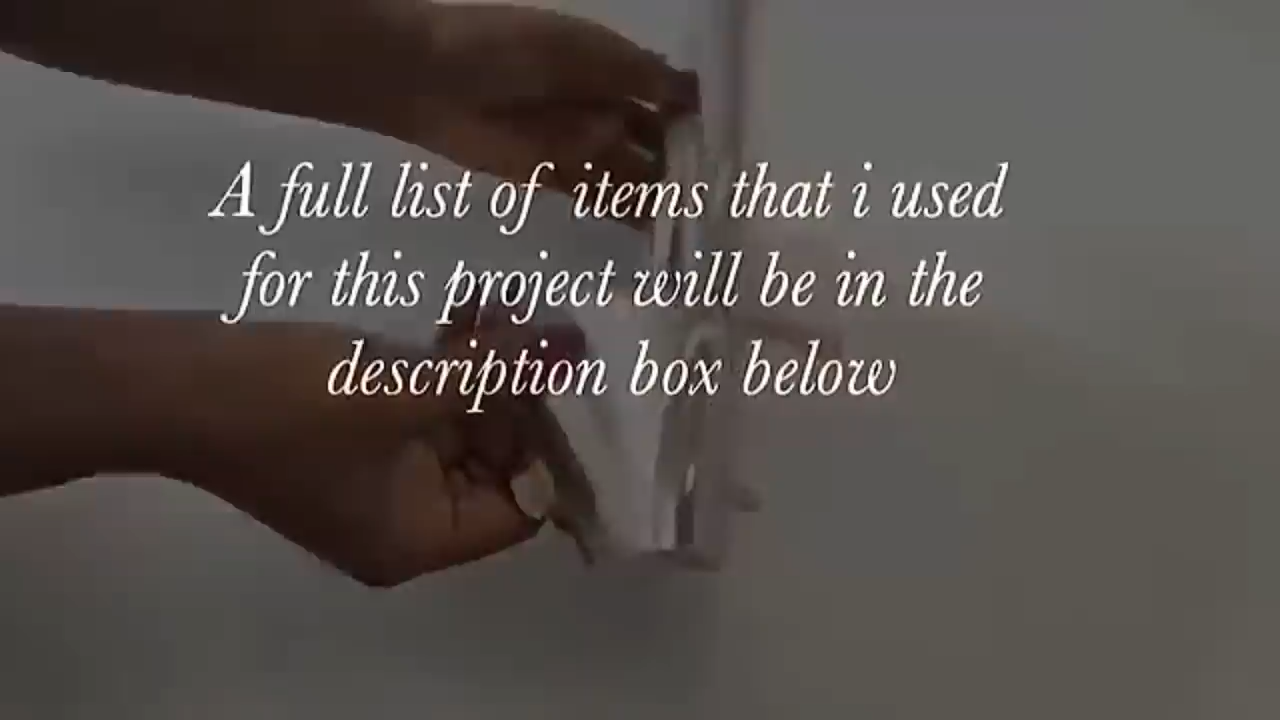 A full list of items that i used
for this project will be in the
description box below